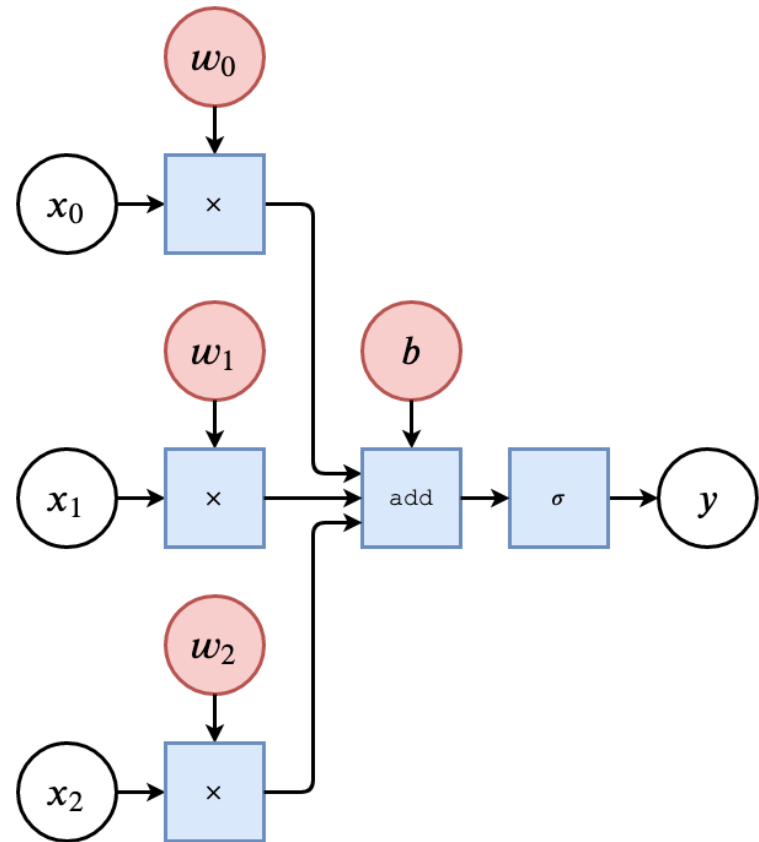 w₀
x₀ ×
w₁ b
x₁ × add σ y
w₂
x₂ ×